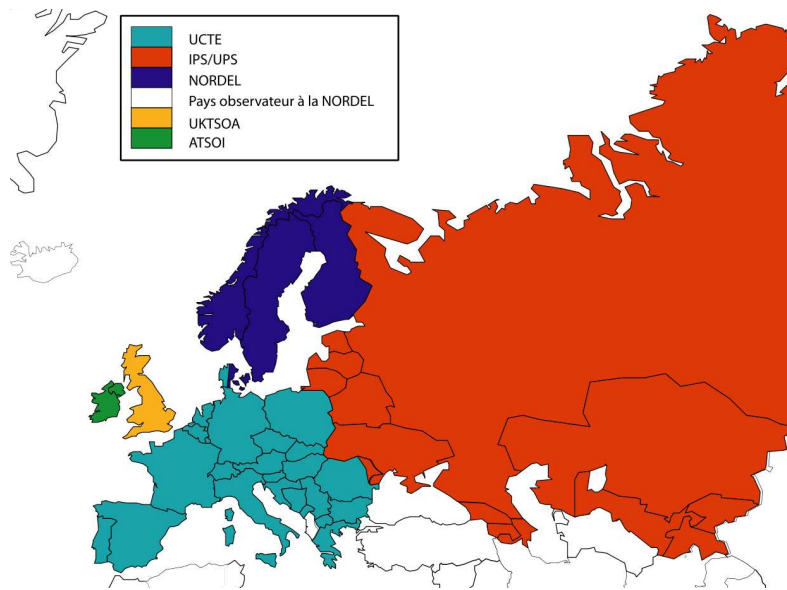 UCTE
IPS/UPS
NORDEL
Pays observateur à la NORDEL
UKTSOA
ATSOI